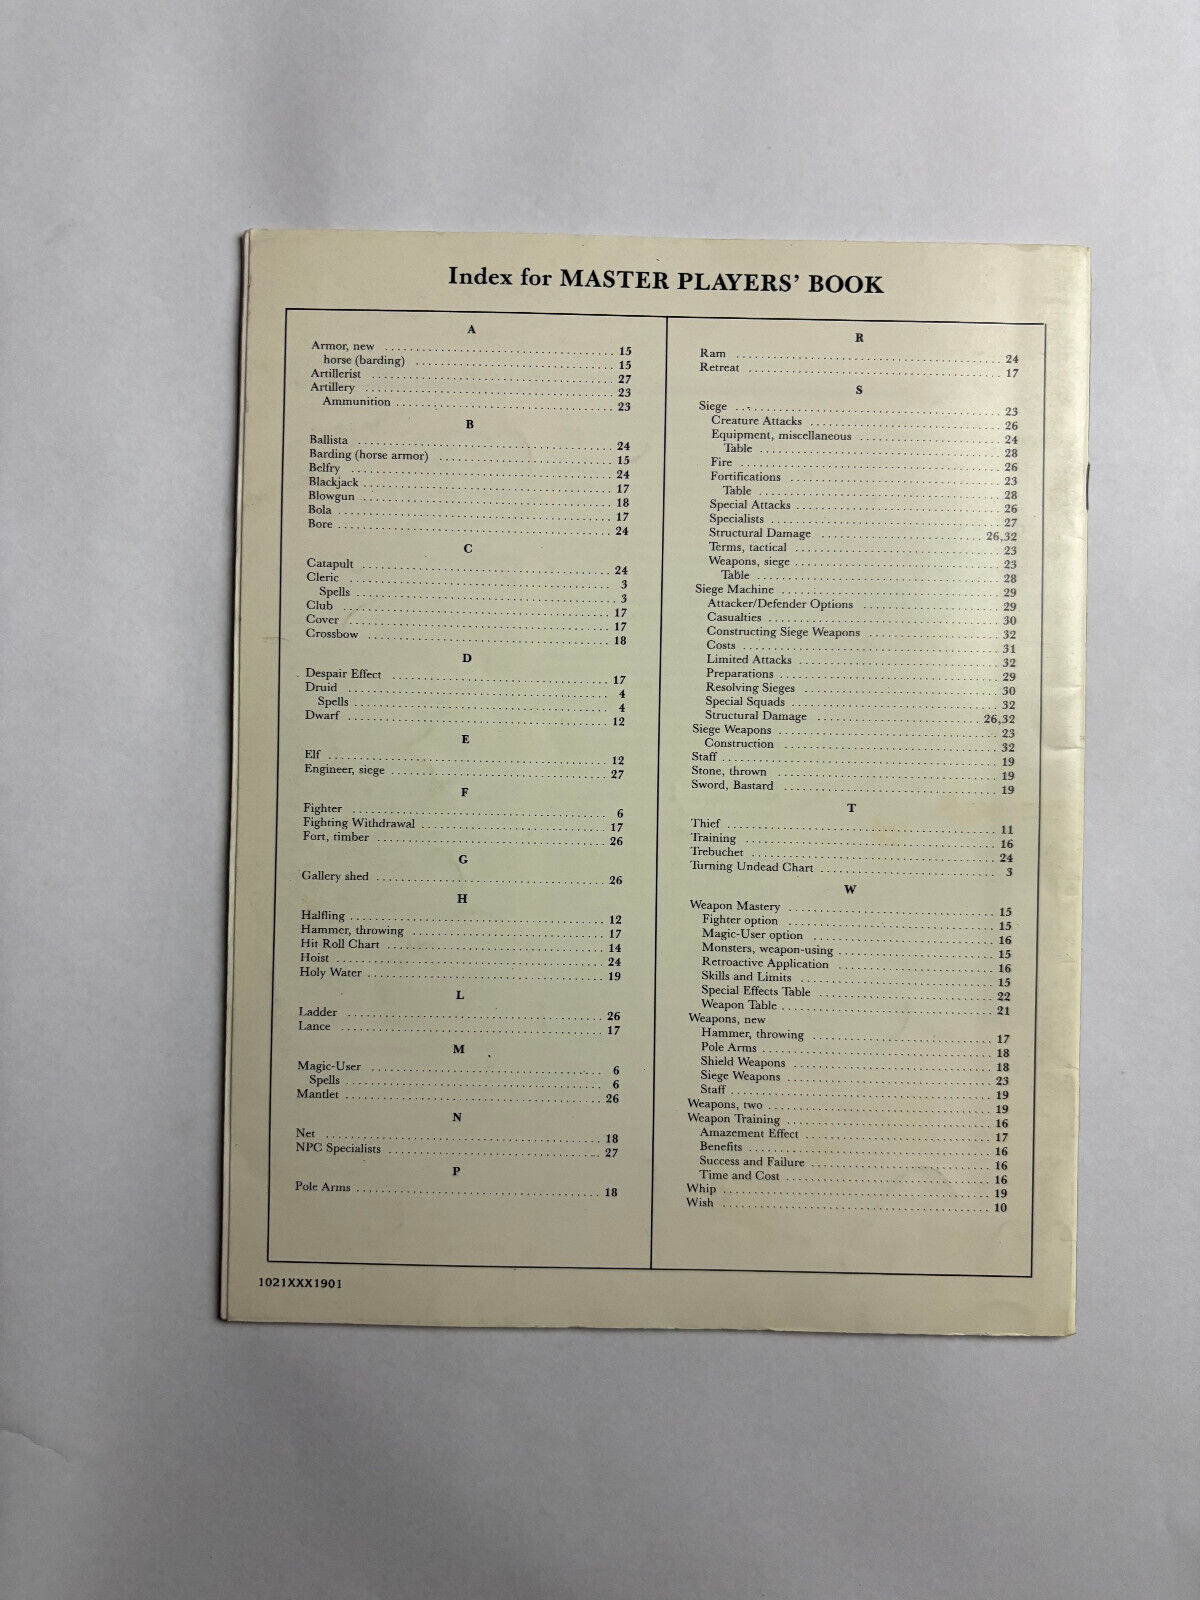 Index for MASTER PLAYERS' BOOK
A
Armor, new 15
horse (barding) 15
Artillerist 27
Artillery 23
Ammunition 23
B
Ballista 24
Barding (horse armor) 15
Belfry 24
Blackjack 17
Blowgun 18
Bola 17
Bore 24
C
Catapult 24
Cleric 3
Spells 3
Club 17
Cover 17
Crossbow 18
D
Despair Effect 17
Druid 4
Spells 4
Dwarf 12
E
Elf 12
Engineer, siege 27
F
Fighter 6
Fighting Withdrawal 17
Fort, timber 26
G
Gallery shed 26
H
Halfling 12
Hammer, throwing 17
Hit Roll Chart 14
Hoist 24
Holy Water 19
L
Ladder 26
Lance 17
M
Magic-User 6
Spells 6
Mantlet 26
N
Net 18
NPC Specialists 27
P
Pole Arms 18
R
Ram 24
Retreat 17
S
Siege 23
Creature Attacks 26
Equipment, miscellaneous 24
Table 28
Fire 26
Fortifications 23
Table 28
Special Attacks 26
Specialists 27
Structural Damage 26,32
Terms, tactical 23
Weapons, siege 23
Table 28
Siege Machine 29
Attacker/Defender Options 29
Casualties 30
Constructing Siege Weapons 32
Costs 31
Limited Attacks 32
Preparations 29
Resolving Sieges 30
Special Squads 32
Structural Damage 26,32
Siege Weapons 23
Construction 32
Staff 19
Stone, thrown 19
Sword, Bastard 19
T
Thief 11
Training 16
Trebuchet 24
Turning Undead Chart 3
W
Weapon Mastery 15
Fighter option 15
Magic-User option 16
Monsters, weapon-using 15
Retroactive Application 16
Skills and Limits 15
Special Effects Table 22
Weapon Table 21
Weapons, new
Hammer, throwing 17
Pole Arms 18
Shield Weapons 18
Siege Weapons 23
Staff 19
Weapons, two 19
Weapon Training 16
Amazement Effect 17
Benefits 16
Success and Failure 16
Time and Cost 16
Whip 19
Wish 10
1021XXX1901